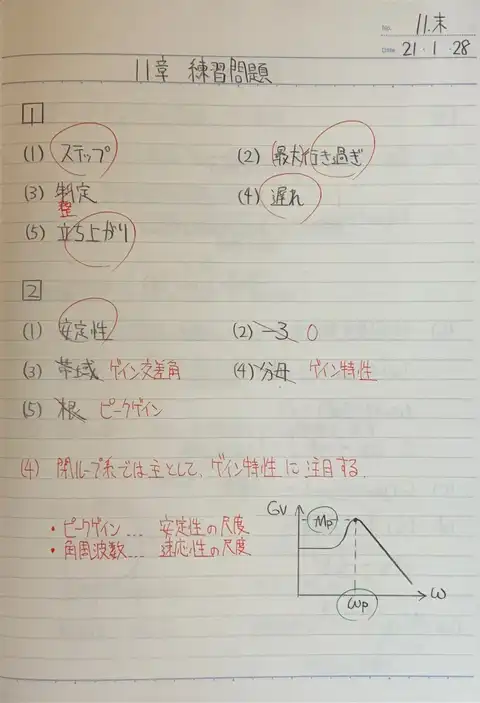 No. 11.末
Date 21・1・28
11章 練習問題
1
(1) ステップ (2) (最大)行き過ぎ
(3) 制定 (4) 遅れ
整
(5) 立ち上がり
2
(1) 安定性 (2) -3 0
(3) 帯域 ゲイン交差角 (4) 分母 ゲイン特性
(5) 根 ピークゲイン
(4) 閉ループ系では主として、ゲイン特性に注目する.
・ピークゲイン... 安定性の尺度
・角周波数... 速応性の尺度
GV
Mp
ωp
ω